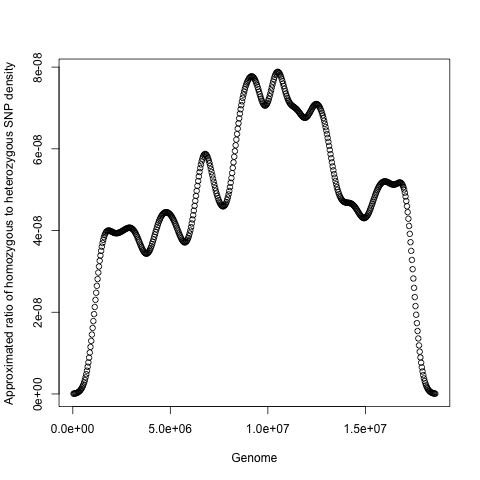 Approximated ratio of homozygous to heterozygous SNP density
8e-08
6e-08
4e-08
2e-08
0e+00
0.0e+00 5.0e+06 1.0e+07 1.5e+07
Genome